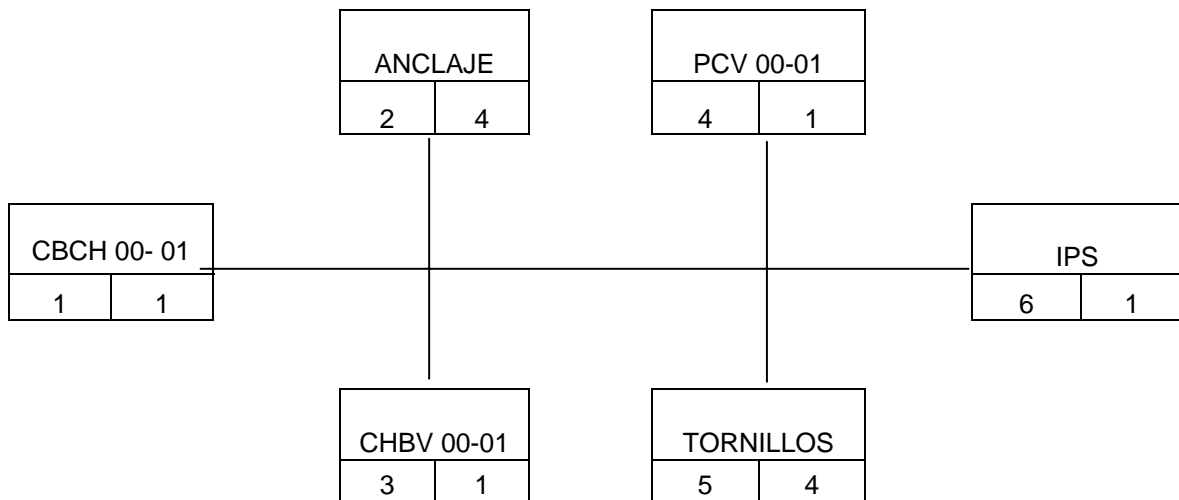 ANCLAJE
2 4
PCV 00-01
4 1
CBCH 00- 01
1 1
IPS
6 1
CHBV 00-01
3 1
TORNILLOS
5 4